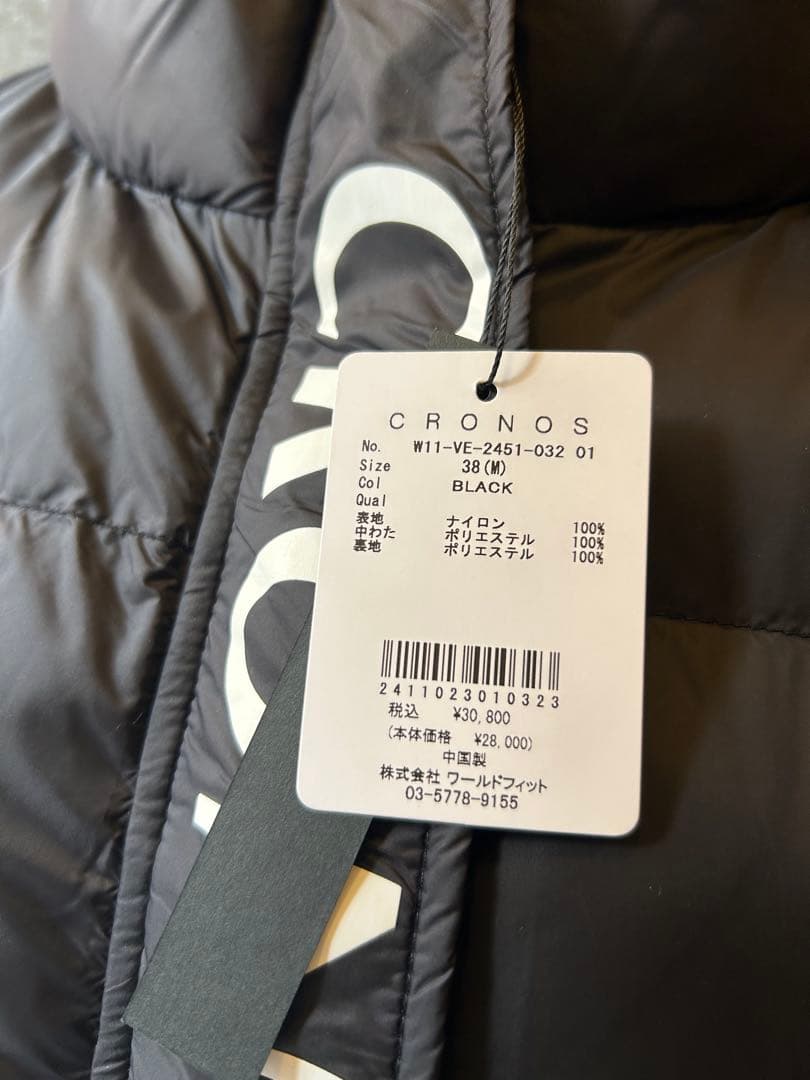 CRO
CRONOS
No. W11-VE-2451-032 01
Size 38(M)
Col BLACK
Qual
表地 ナイロン 100%
中わた ポリエステル 100%
裏地 ポリエステル 100%
2411023010323
税込 ¥30,800
(本体価格 ¥28,000)
中国製
株式会社 ワールドフィット
03-5778-9155